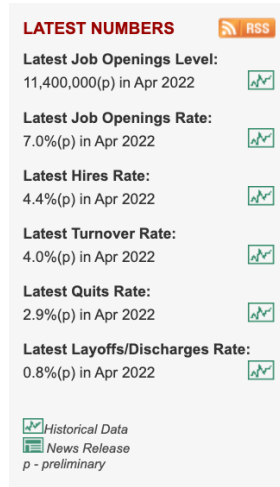 LATEST NUMBERS RSS
Latest Job Openings Level:
11,400,000(p) in Apr 2022
Latest Job Openings Rate:
7.0%(p) in Apr 2022
Latest Hires Rate:
4.4%(p) in Apr 2022
Latest Turnover Rate:
4.0%(p) in Apr 2022
Latest Quits Rate:
2.9%(p) in Apr 2022
Latest Layoffs/Discharges Rate:
0.8%(p) in Apr 2022
Historical Data
News Release
p - preliminary